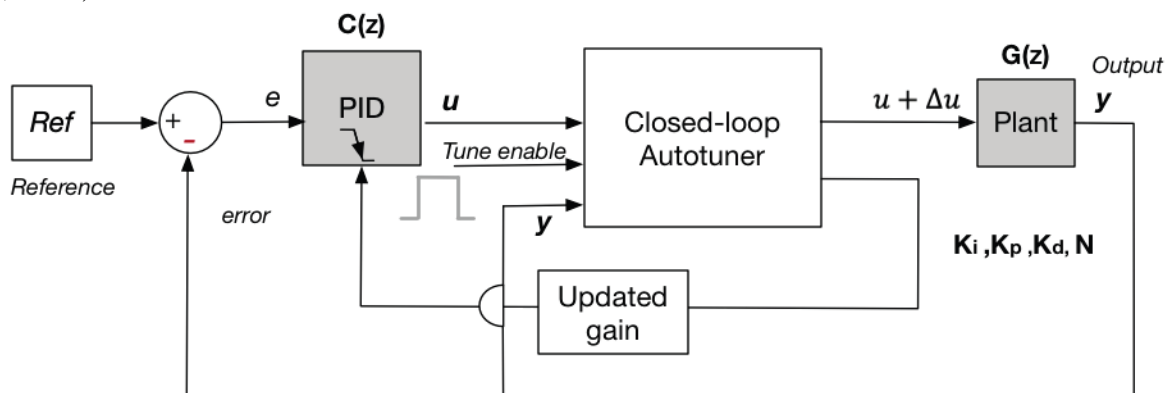 C(z)
G(z)
Output
Ref
+
-
e
PID
u
Tune enable
Closed-loop
Autotuner
u + Δu
Plant
y
Reference
error
y
Updated
gain
Ki ,Kp ,Kd, N